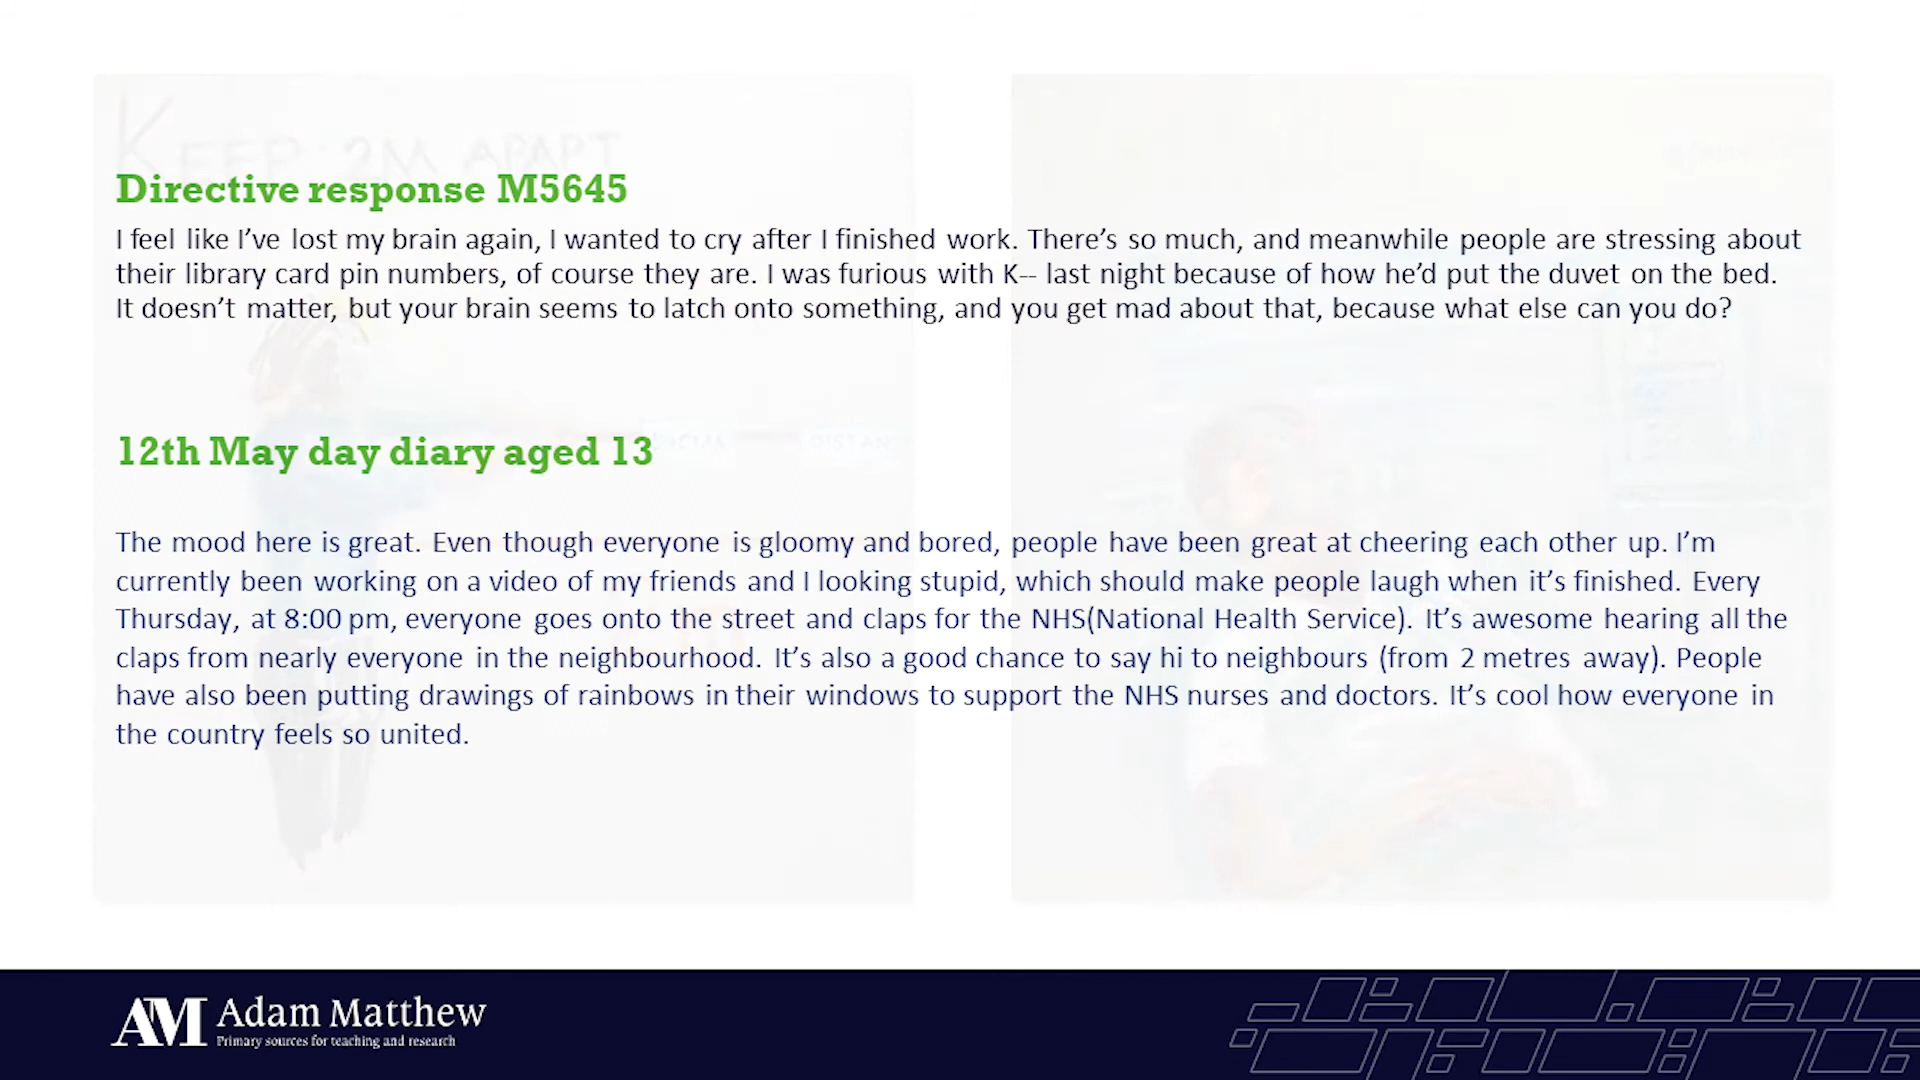 KEEP 2M APART
Directive response M5645
I feel like I’ve lost my brain again, I wanted to cry after I finished work. There’s so much, and meanwhile people are stressing about
their library card pin numbers, of course they are. I was furious with K-- last night because of how he’d put the duvet on the bed.
It doesn’t matter, but your brain seems to latch onto something, and you get mad about that, because what else can you do?
12th May day diary aged 13
The mood here is great. Even though everyone is gloomy and bored, people have been great at cheering each other up. I’m
currently been working on a video of my friends and I looking stupid, which should make people laugh when it’s finished. Every
Thursday, at 8:00 pm, everyone goes onto the street and claps for the NHS(National Health Service). It’s awesome hearing all the
claps from nearly everyone in the neighbourhood. It’s also a good chance to say hi to neighbours (from 2 metres away). People
have also been putting drawings of rainbows in their windows to support the NHS nurses and doctors. It’s cool how everyone in
the country feels so united.
AM Adam Matthew
Primary sources for teaching and research